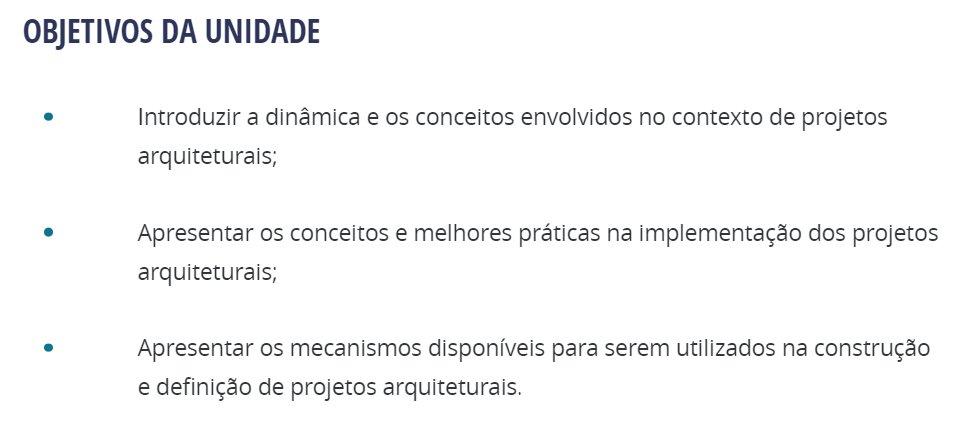 OBJETIVOS DA UNIDADE
• Introduzir a dinâmica e os conceitos envolvidos no contexto de projetos
arquiteturais;
• Apresentar os conceitos e melhores práticas na implementação dos projetos
arquiteturais;
• Apresentar os mecanismos disponíveis para serem utilizados na construção
e definição de projetos arquiteturais.